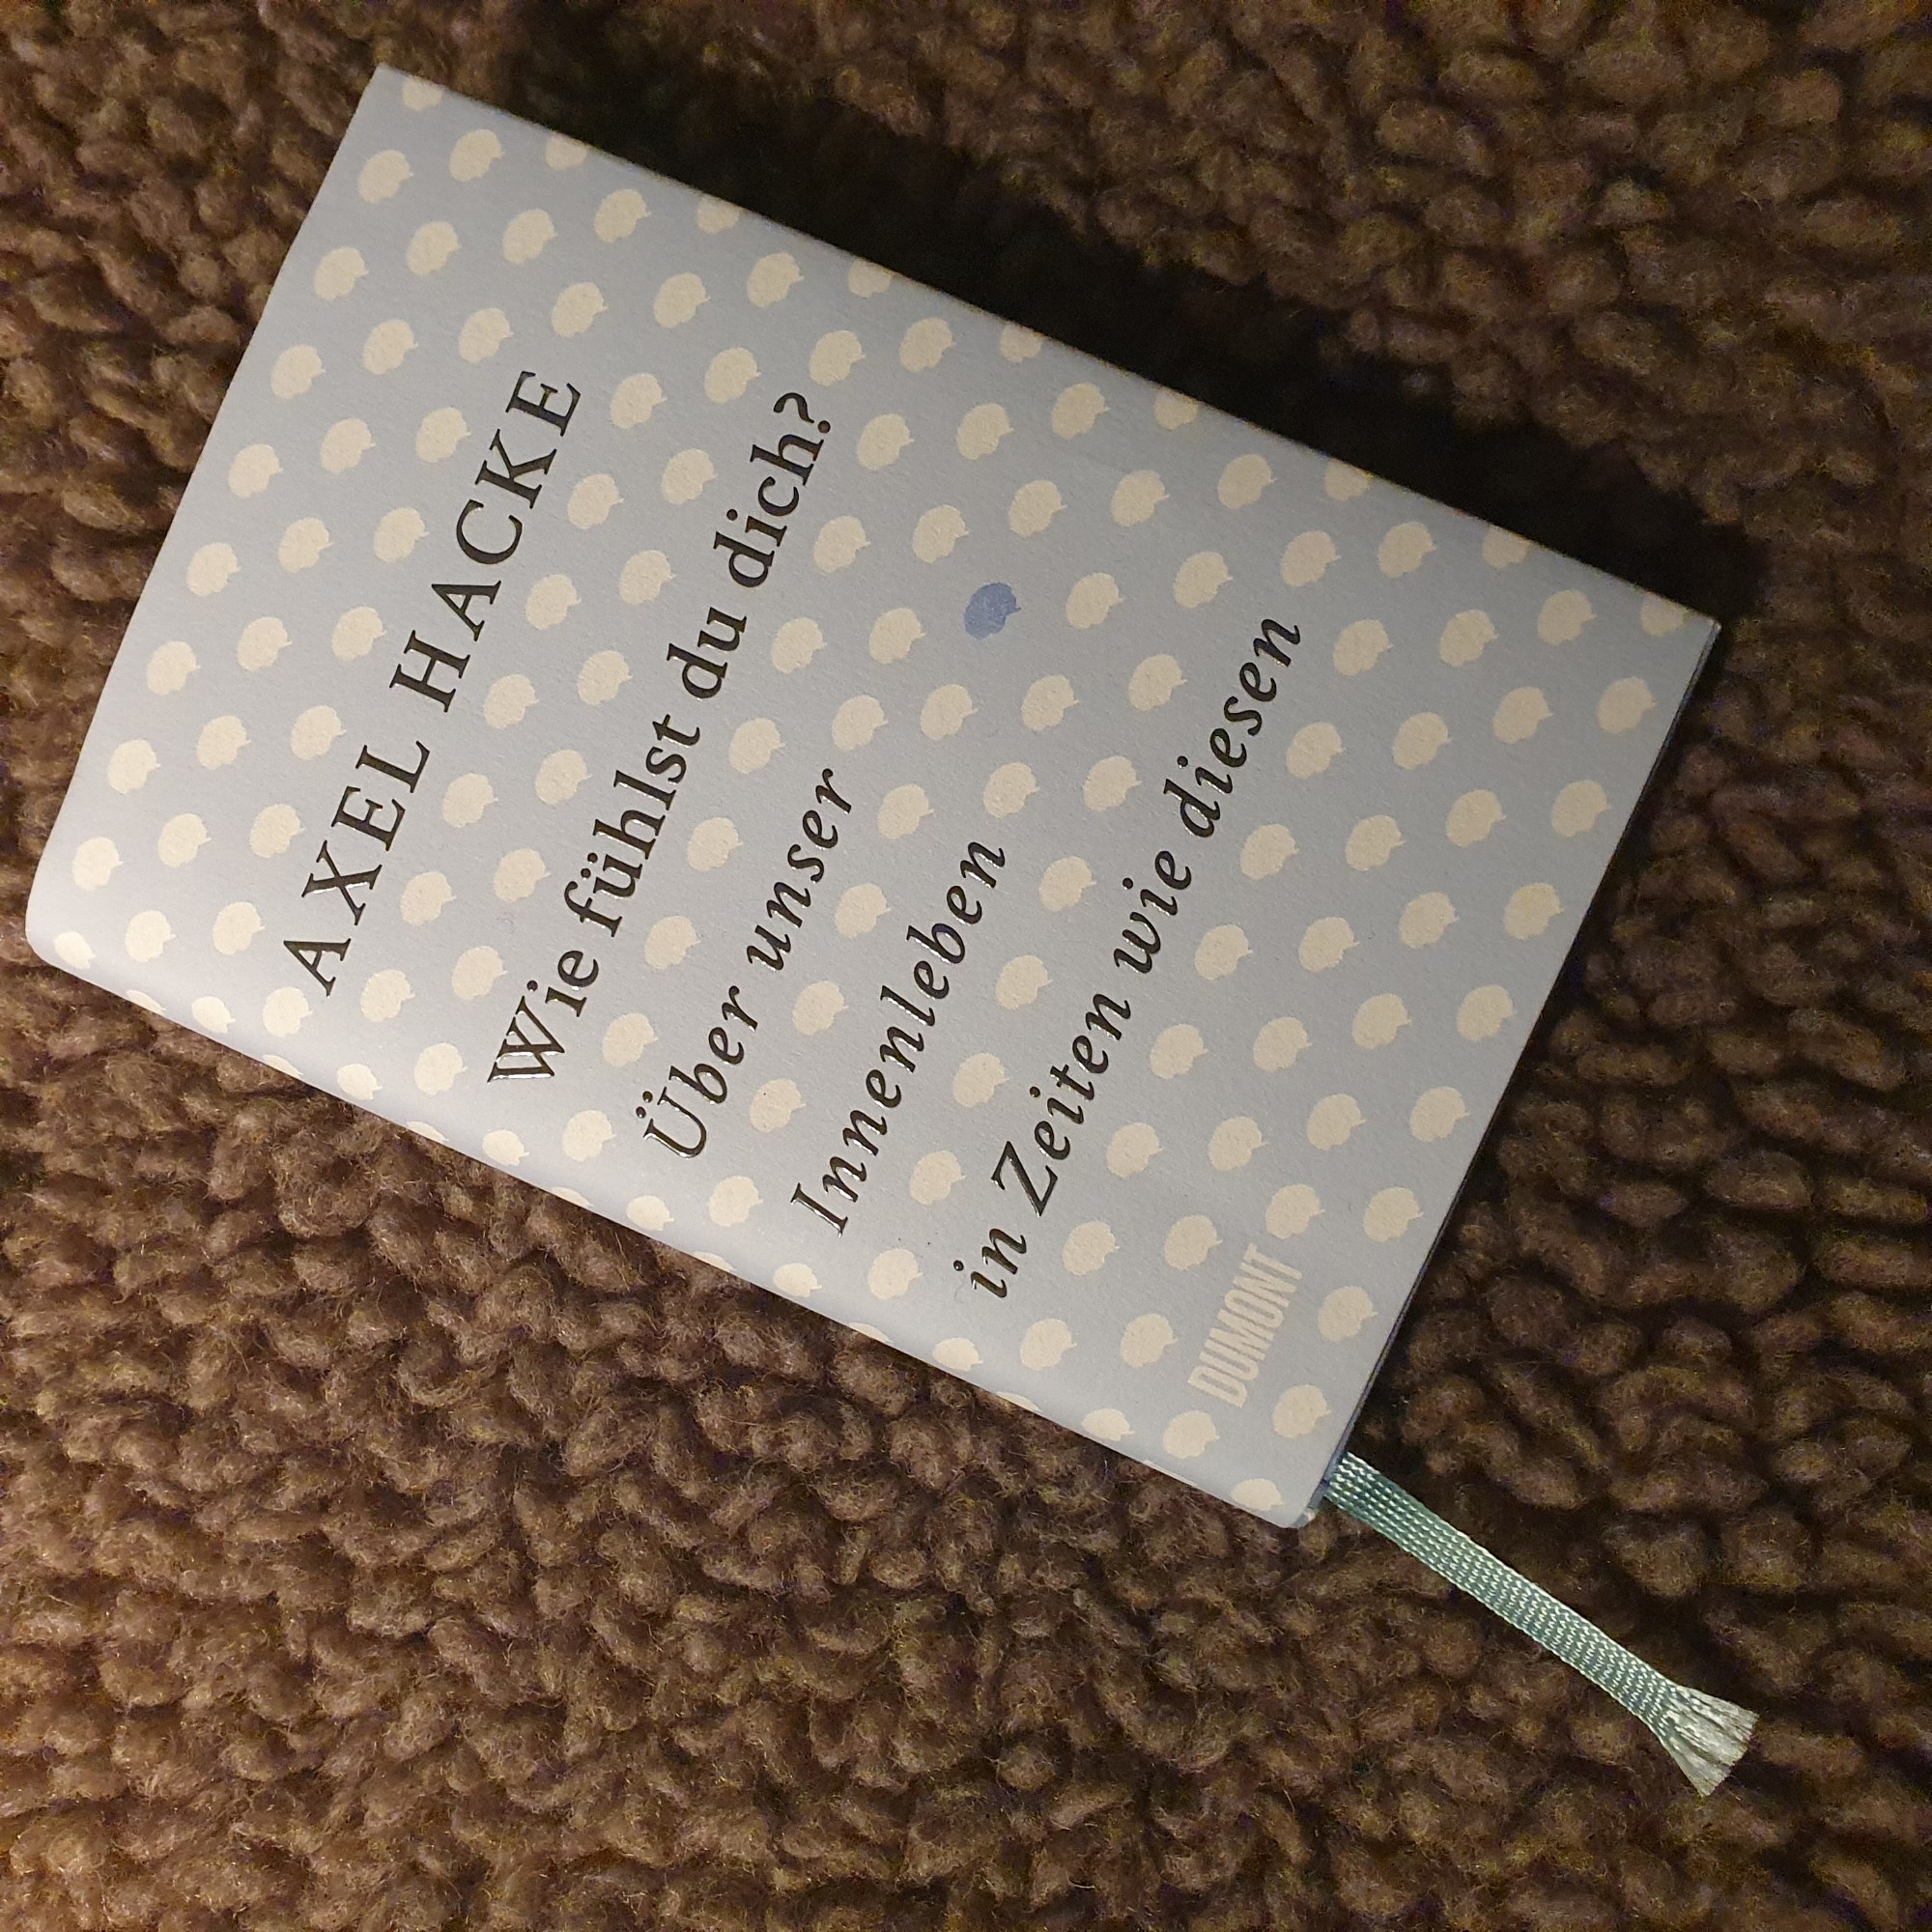 AXEL HACKE
Wie fühlst du dich?
Über unser
Innenleben
in Zeiten wie diesen
DUMONT